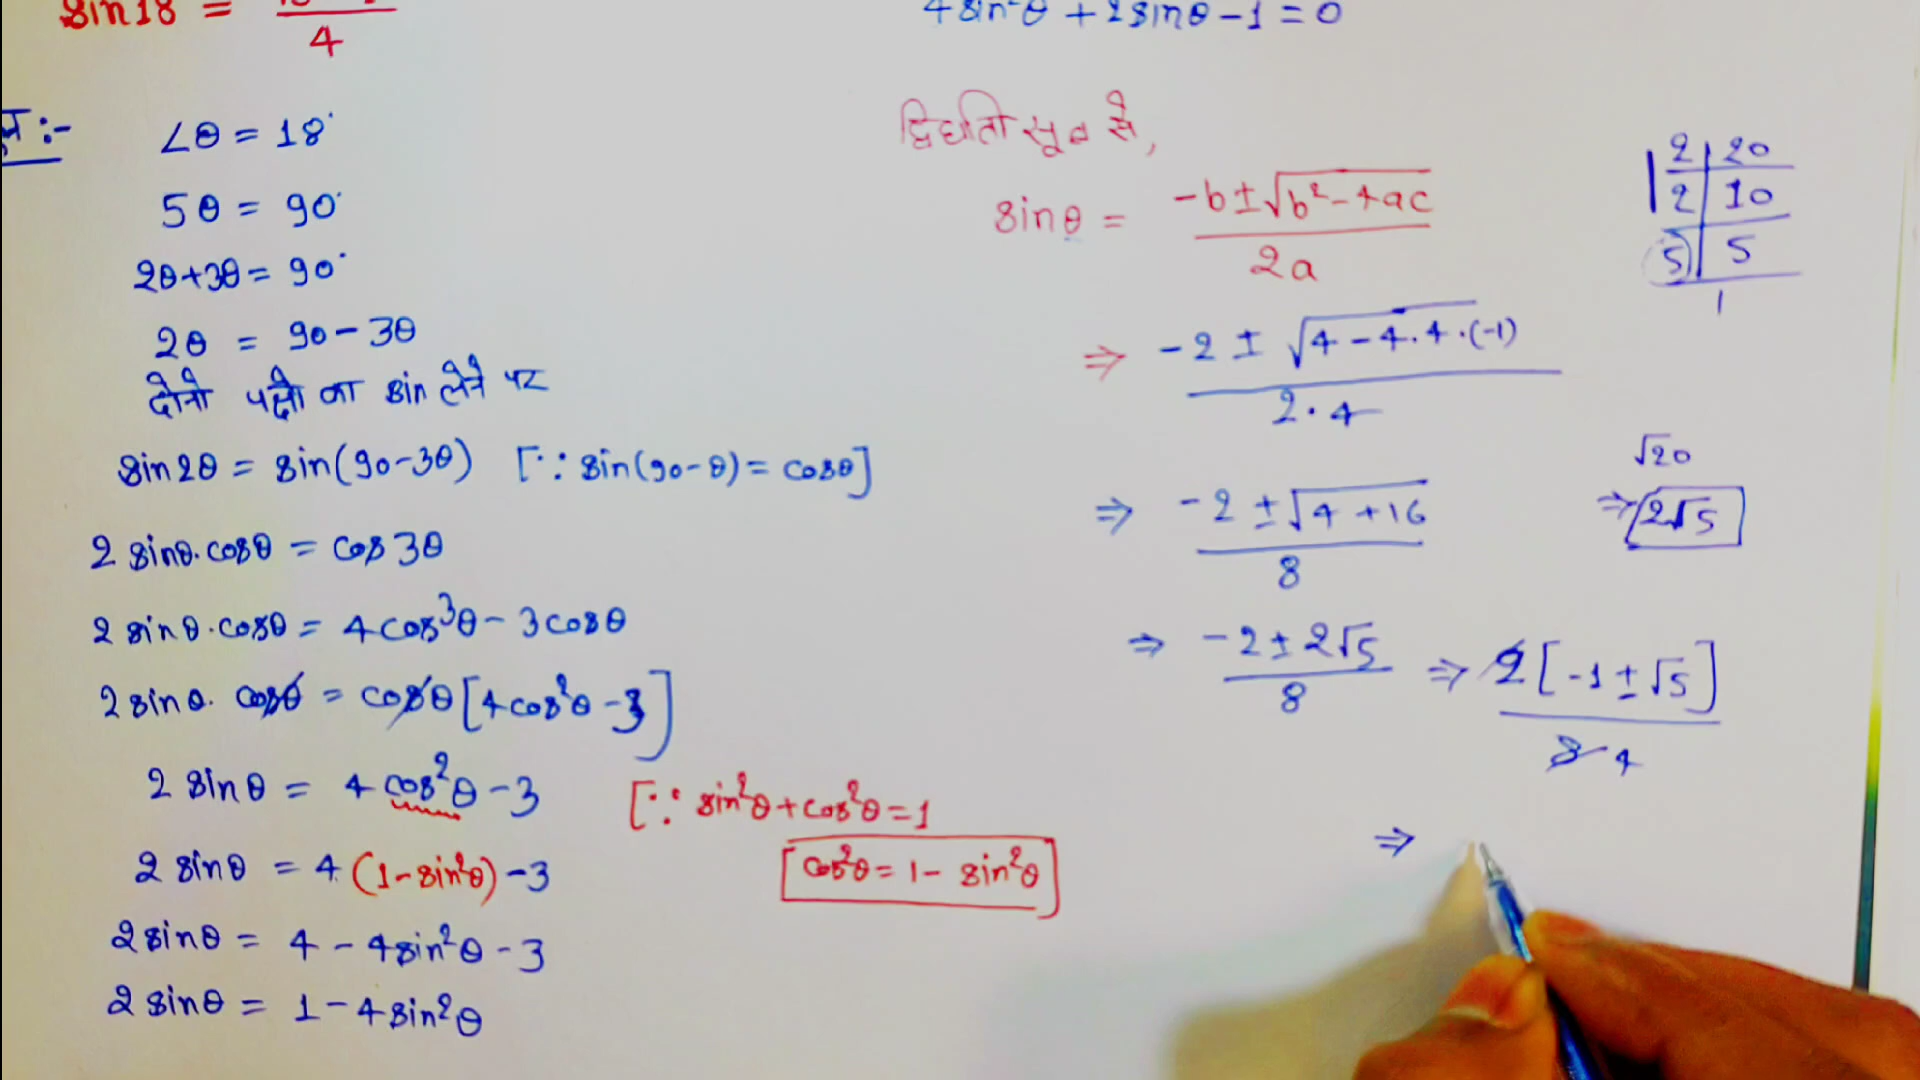 sin18 = 4
4sin²θ + 2sinθ - 1 = 0
:-
∠θ = 18°
5θ = 90°
2θ+3θ = 90°
2θ = 90 - 3θ
दोनो पक्षो का sin लेने पर
sin2θ = sin(90-3θ) [∵ sin(90-θ) = cosθ]
2 sinθ.cosθ = cos3θ
2 sinθ.cosθ = 4cos³θ - 3cosθ
2 sinθ. cosθ = cosθ[4cos²θ - 3]
2 sinθ = 4cos²θ - 3 [∵ sin²θ + cos²θ = 1
2 sinθ = 4(1-sin²θ) - 3 [cos²θ = 1 - sin²θ]
2sinθ = 4 - 4sin²θ - 3
2sinθ = 1 - 4sin²θ
द्विघाती सूत्र से,
sinθ = (-b ± √(b² - 4ac)) / 2a
⇒ (-2 ± √(4 - 4.4.(-1))) / 2.4
⇒ (-2 ± √(4 + 16)) / 8
⇒ (-2 ± 2√5) / 8 ⇒ 2[-1 ± √5] / 8 4
⇒
2 | 20
2 | 10
5 | 5
1
√20
⇒ 2√5